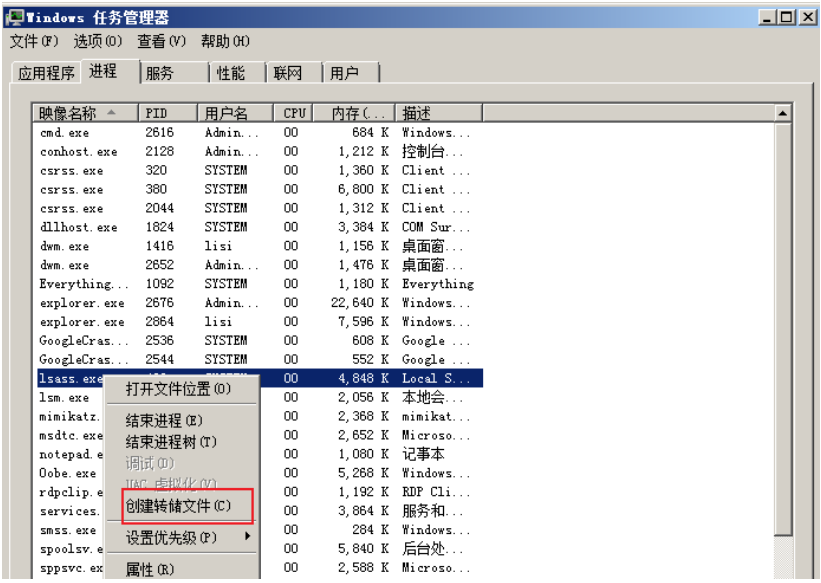 Windows 任务管理器
文件(F) 选项(O) 查看(V) 帮助(H)
应用程序 进程 服务 性能 联网 用户
映像名称 PID 用户名 CPU 内存(... 描述
cmd.exe 2616 Admin... 00 684 K Windows...
conhost.exe 2128 Admin... 00 1,212 K 控制台...
csrss.exe 320 SYSTEM 00 1,360 K Client ...
csrss.exe 380 SYSTEM 00 6,800 K Client ...
csrss.exe 2044 SYSTEM 00 1,312 K Client ...
dllhost.exe 1824 SYSTEM 00 3,384 K COM Sur...
dwm.exe 1416 lisi 00 1,156 K 桌面窗...
dwm.exe 2652 Admin... 00 1,476 K 桌面窗...
Everything... 1092 SYSTEM 00 1,180 K Everything
explorer.exe 2676 Admin... 00 22,640 K Windows...
explorer.exe 2864 lisi 00 7,596 K Windows...
GoogleCras... 2536 SYSTEM 00 608 K Google ...
GoogleCras... 2544 SYSTEM 00 552 K Google ...
lsass.exe 00 4,848 K Local S...
lsm.exe 00 2,056 K 本地会...
mimikatz. 00 2,368 K mimikat...
msdtc.exe 00 2,652 K Microso...
notepad.e 00 1,080 K 记事本
Oobe.exe 00 5,268 K Windows...
rdpclip.e 00 1,192 K RDP Cli...
services. 00 3,864 K 服务和...
smss.exe 00 284 K Windows...
spoolsv.e 00 5,840 K 后台处...
sppsvc.ex 00 2,588 K Microso...
打开文件位置(O)
结束进程(E)
结束进程树(T)
调试(D)
UAC 虚拟化(V)
创建转储文件(C)
设置优先级(P)
属性(R)